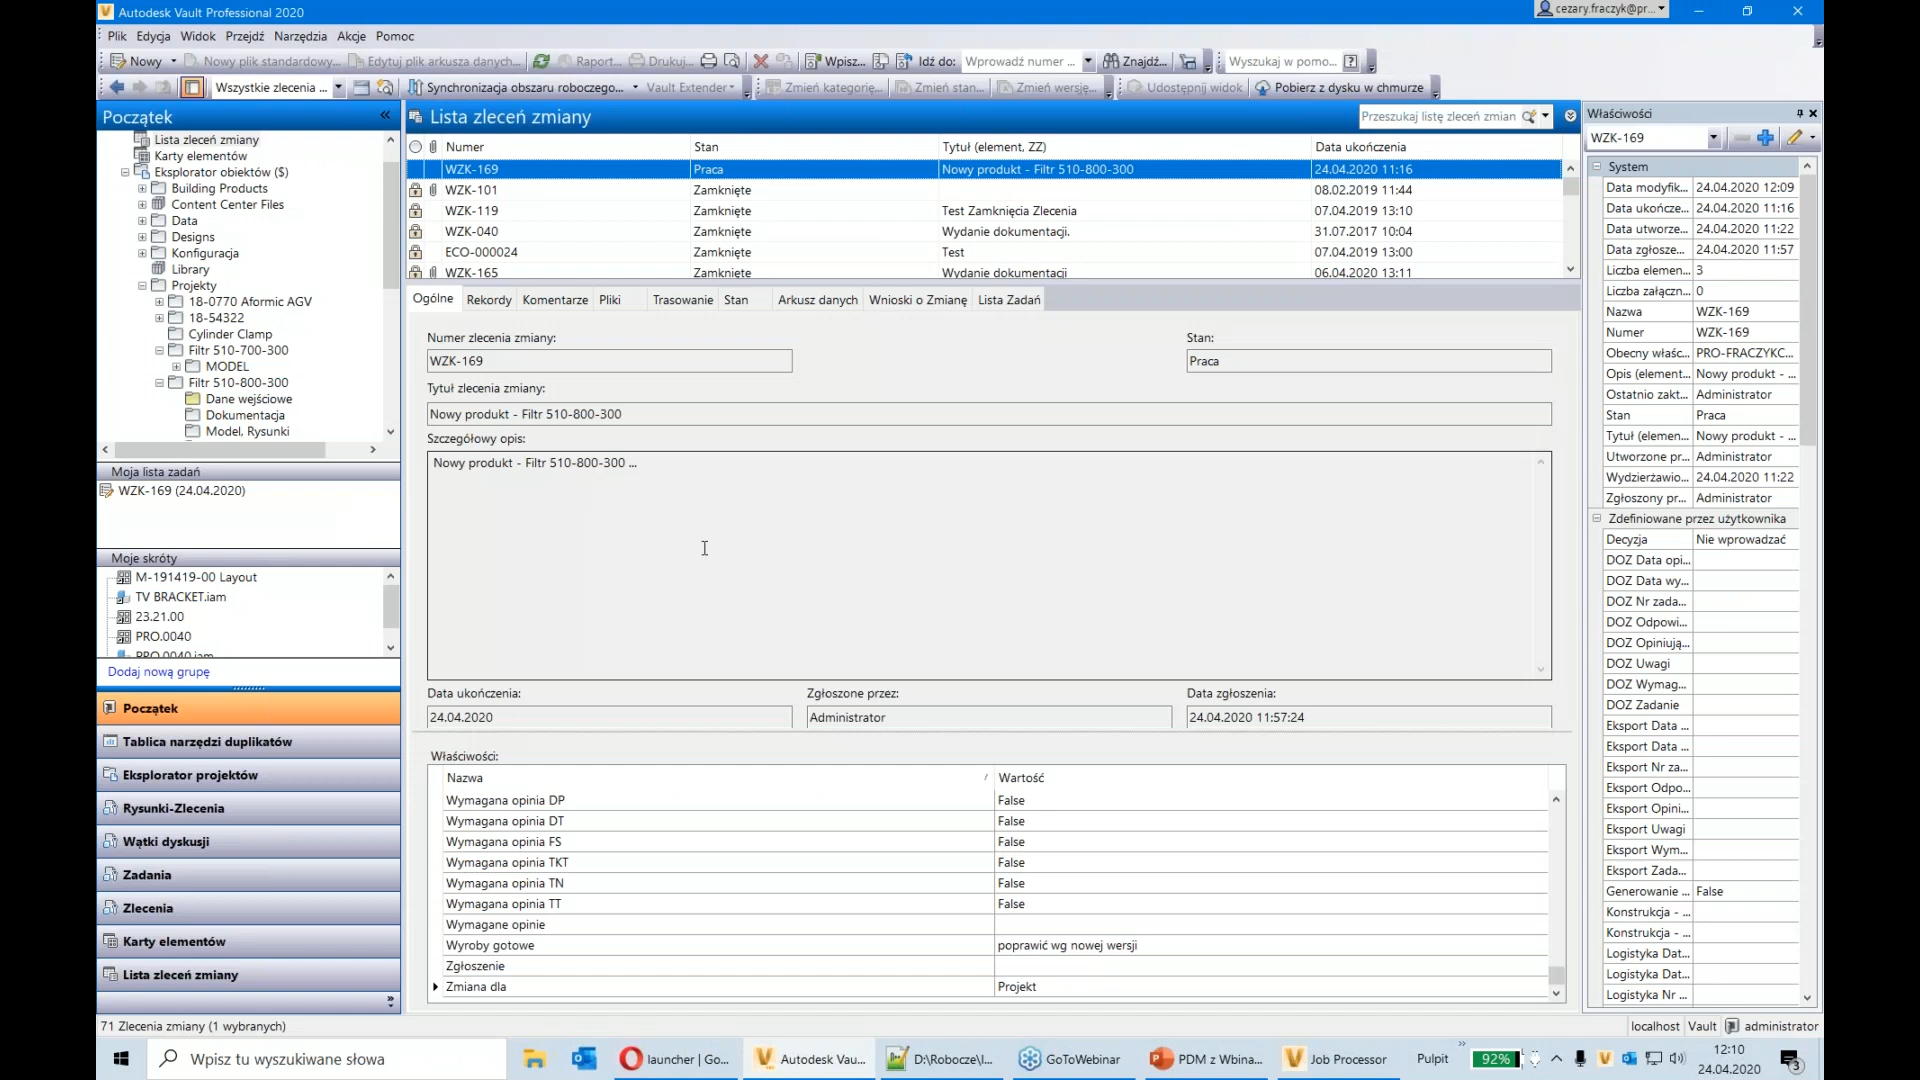 Autodesk Vault Professional 2020
cezary.fraczyk@pr...
Plik Edycja Widok Przejdź Narzędzia Akcje Pomoc
Nowy Nowy plik standardowy... Edytuj plik arkusza danych... Raport... Drukuj... Wpisz... Idź do: Wprowadź numer ... Znajdź... Wyszukaj w pomo...
Wszystkie zlecenia ... Synchronizacja obszaru roboczego... Vault Extender Zmień kategorię... Zmień stan... Zmień wersję... Udostępnij widok Pobierz z dysku w chmurze
Początek
Lista zleceń zmiany
Karty elementów
Eksplorator obiektów ($)
Building Products
Content Center Files
Data
Designs
Konfiguracja
Library
Projekty
18-0770 Aformic AGV
18-54322
Cylinder Clamp
Filtr 510-700-300
MODEL
Filtr 510-800-300
Dane wejściowe
Dokumentacja
Model, Rysunki
Moja lista zadań
WZK-169 (24.04.2020)
Moje skróty
M-191419-00 Layout
TV BRACKET.iam
23.21.00
PRO.0040
PRO.0040.iam
Dodaj nową grupę
Początek
Tablica narzędzi duplikatów
Eksplorator projektów
Rysunki-Zlecenia
Wątki dyskusji
Zadania
Zlecenia
Karty elementów
Lista zleceń zmiany
Lista zleceń zmiany
Przeszukaj listę zleceń zmian
Numer Stan Tytuł (element, ZZ) Data ukończenia
WZK-169 Praca Nowy produkt - Filtr 510-800-300 24.04.2020 11:16
WZK-101 Zamknięte 08.02.2019 11:44
WZK-119 Zamknięte Test Zamknięcia Zlecenia 07.04.2019 13:10
WZK-040 Zamknięte Wydanie dokumentacji. 31.07.2017 10:04
ECO-000024 Zamknięte Test 07.04.2019 13:00
WZK-165 Zamknięte Wydanie dokumentacji 06.04.2020 13:11
Ogólne Rekordy Komentarze Pliki Trasowanie Stan Arkusz danych Wnioski o Zmianę Lista Zadań
Numer zlecenia zmiany: Stan:
WZK-169 Praca
Tytuł zlecenia zmiany:
Nowy produkt - Filtr 510-800-300
Szczegółowy opis:
Nowy produkt - Filtr 510-800-300 ...
Data ukończenia: Zgłoszone przez: Data zgłoszenia:
24.04.2020 Administrator 24.04.2020 11:57:24
Właściwości:
Nazwa Wartość
Wymagana opinia DP False
Wymagana opinia DT False
Wymagana opinia FS False
Wymagana opinia TKT False
Wymagana opinia TN False
Wymagana opinia TT False
Wymagane opinie
Wyroby gotowe poprawić wg nowej wersji
Zgłoszenie
Zmiana dla Projekt
Właściwości
WZK-169
System
Data modyfik... 24.04.2020 12:09
Data ukończe... 24.04.2020 11:16
Data utworze... 24.04.2020 11:22
Data zgłosze... 24.04.2020 11:57
Liczba elemen... 3
Liczba załączn... 0
Nazwa WZK-169
Numer WZK-169
Obecny właśc... PRO-FRACZYKC...
Opis (element... Nowy produkt - ...
Ostatnio zakt... Administrator
Stan Praca
Tytuł (elemen... Nowy produkt - ...
Utworzone pr... Administrator
Wydzierżawio... 24.04.2020 11:22
Zgłoszony pr... Administrator
Zdefiniowane przez użytkownika
Decyzja Nie wprowadzać
DOZ Data opi...
DOZ Data wy...
DOZ Nr zada...
DOZ Odpowi...
DOZ Opiniują...
DOZ Uwagi
DOZ Wymag...
DOZ Zadanie
Eksport Data ...
Eksport Data ...
Eksport Nr za...
Eksport Odpo...
Eksport Opini...
Eksport Uwagi
Eksport Wym...
Eksport Zada...
Generowanie ... False
Konstrukcja - ...
Konstrukcja - ...
Logistyka Dat...
Logistyka Dat...
Logistyka Nr ...
71 Zlecenia zmiany (1 wybranych)
localhost Vault administrator
Wpisz tu wyszukiwane słowa
launcher | Go...
Autodesk Vau...
D:\Robocze\I...
GoToWebinar
PDM z Wbina...
Job Processor
Pulpit
92%
12:10
24.04.2020
3